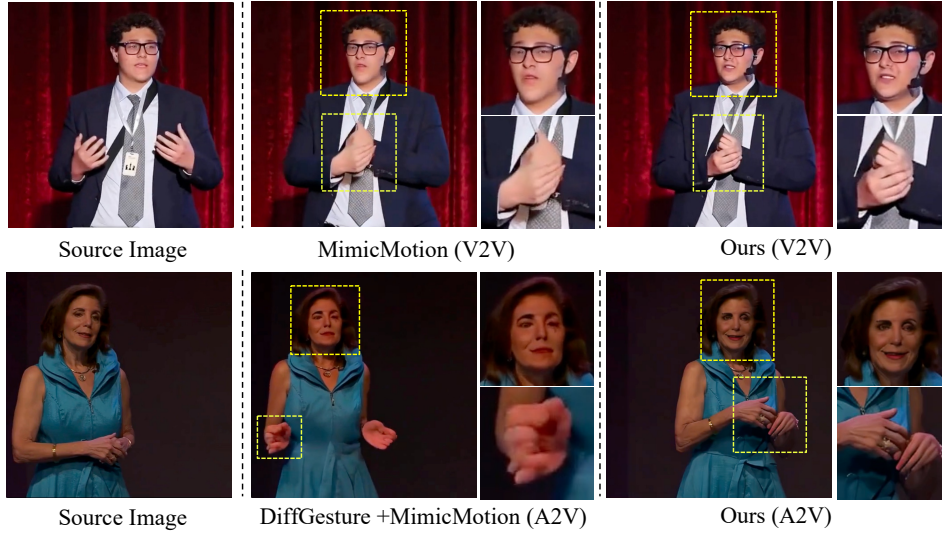 Source Image
MimicMotion (V2V)
Ours (V2V)
Source Image
DiffGesture +MimicMotion (A2V)
Ours (A2V)